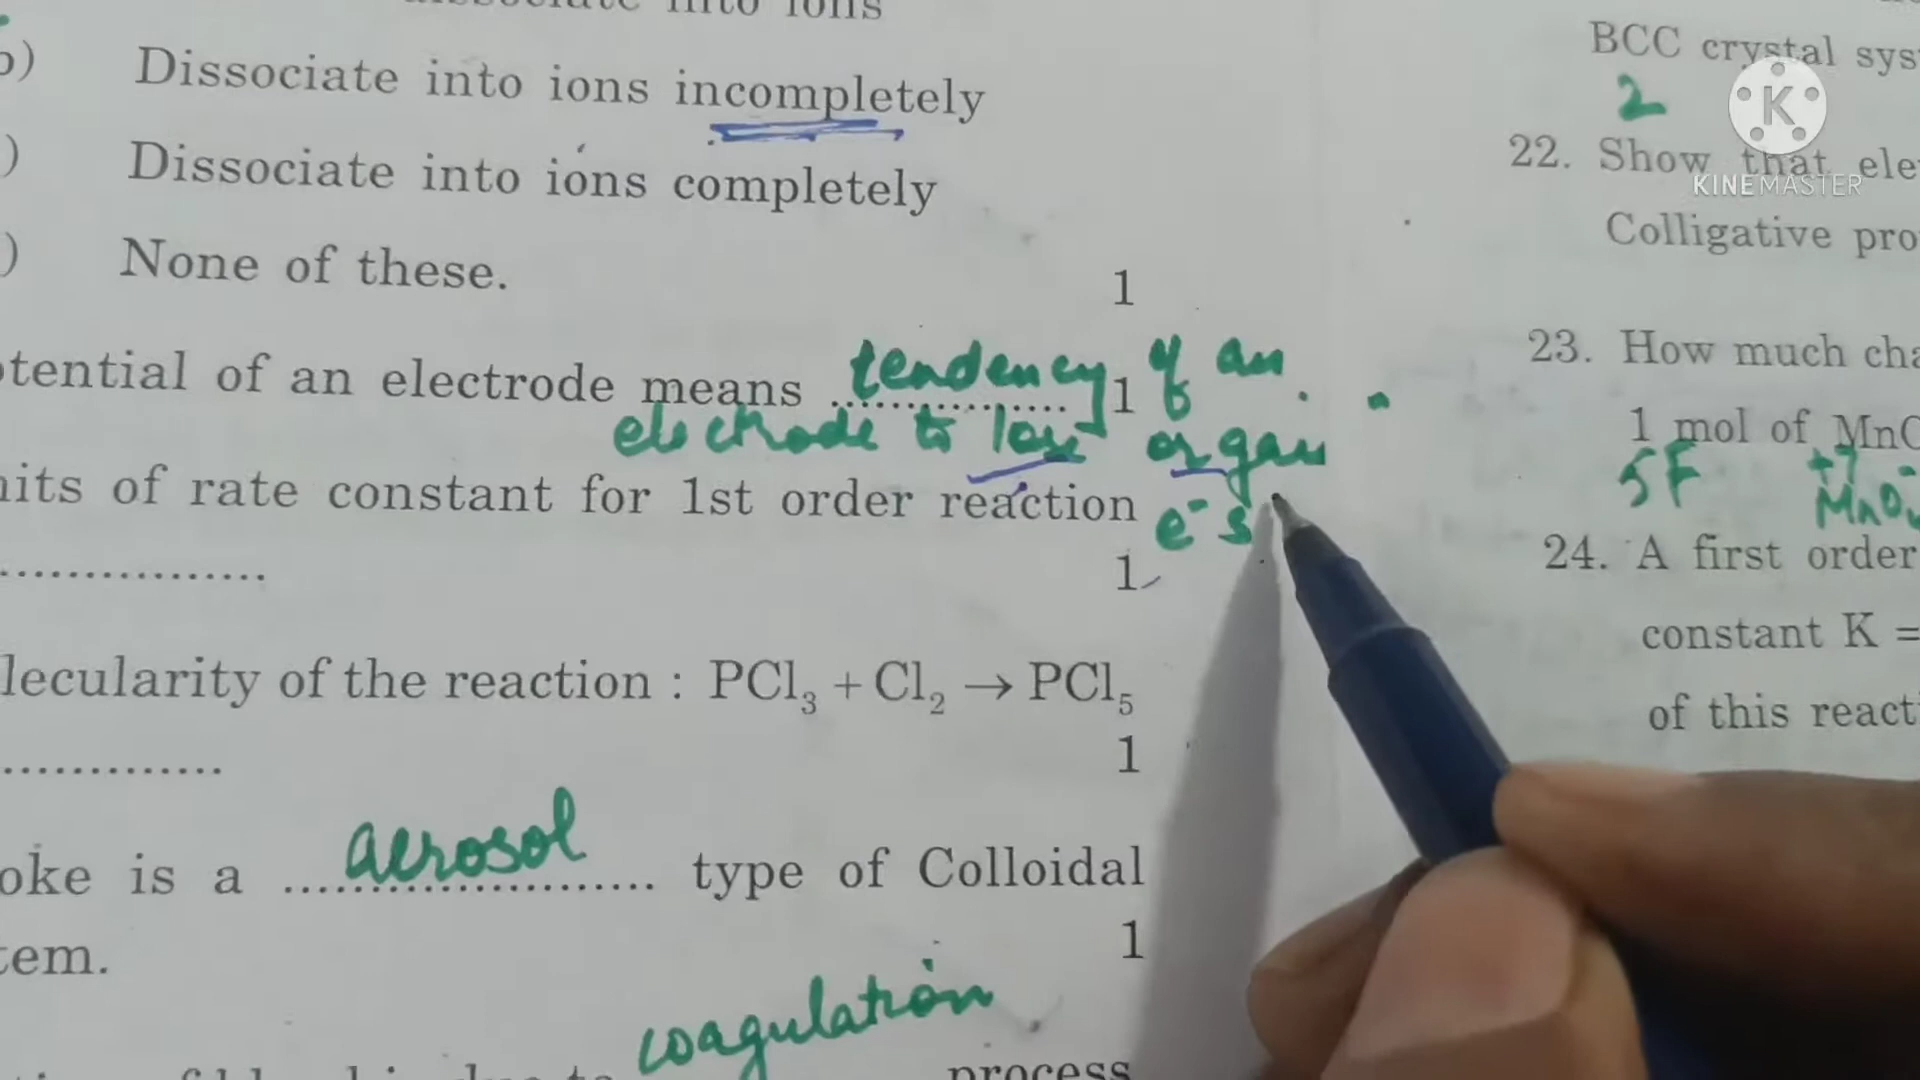 Dissociate into ions incompletely
Dissociate into ions completely
None of these.
1
tential of an electrode means tendency of an
1
electrode to lose or gain
nits of rate constant for 1st order reaction
e⁻s
1
lecularity of the reaction : PCl₃ + Cl₂ → PCl₅
1
oke is a aerosol type of Colloidal
tem.
1
coagulation
process
BCC crystal sys
2
22. Show that ele
Colligative pro
23. How much cha
1 mol of MnO
5F +7
MnO₄⁻
24. A first order
constant K =
of this react
K
KINEMASTER